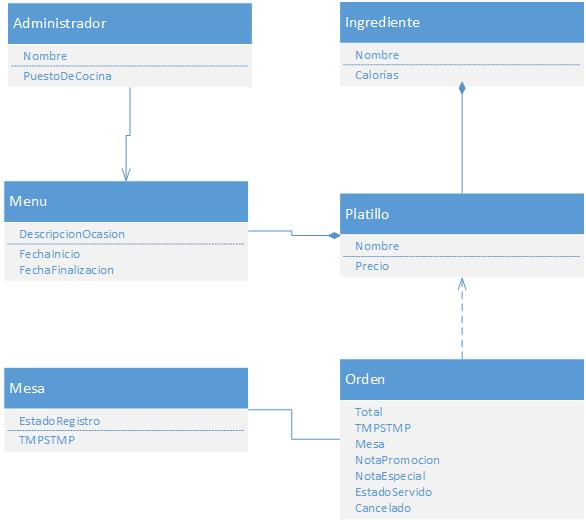 Administrador
Nombre
PuestoDeCocina
Ingrediente
Nombre
Calorías
Menu
DescripcionOcasion
FechaInicio
FechaFinalizacion
Platillo
Nombre
Precio
Mesa
EstadoRegistro
TMPSTMP
Orden
Total
TMPSTMP
Mesa
NotaPromocion
NotaEspecial
EstadoServido
Cancelado